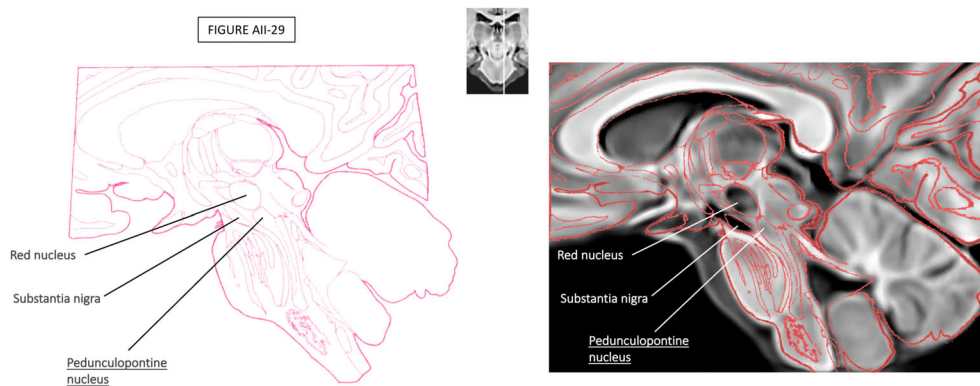 FIGURE AII-29
Red nucleus
Substantia nigra
Pedunculopontine
nucleus
Red nucleus
Substantia nigra
Pedunculopontine
nucleus